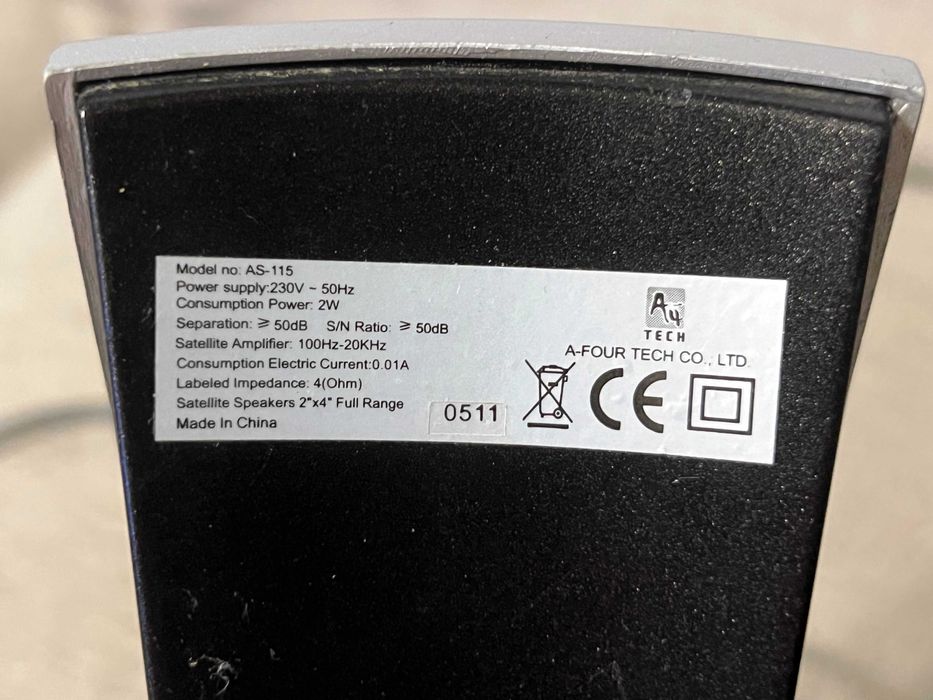 Model no: AS-115
Power supply:230V ~ 50Hz
Consumption Power: 2W
Separation: ≥ 50dB S/N Ratio: ≥ 50dB
Satellite Amplifier: 100Hz-20KHz
Consumption Electric Current:0.01A
Labeled Impedance: 4(Ohm)
Satellite Speakers 2"x4" Full Range
Made In China
0511
A4
TECH
A-FOUR TECH CO., LTD.
CE